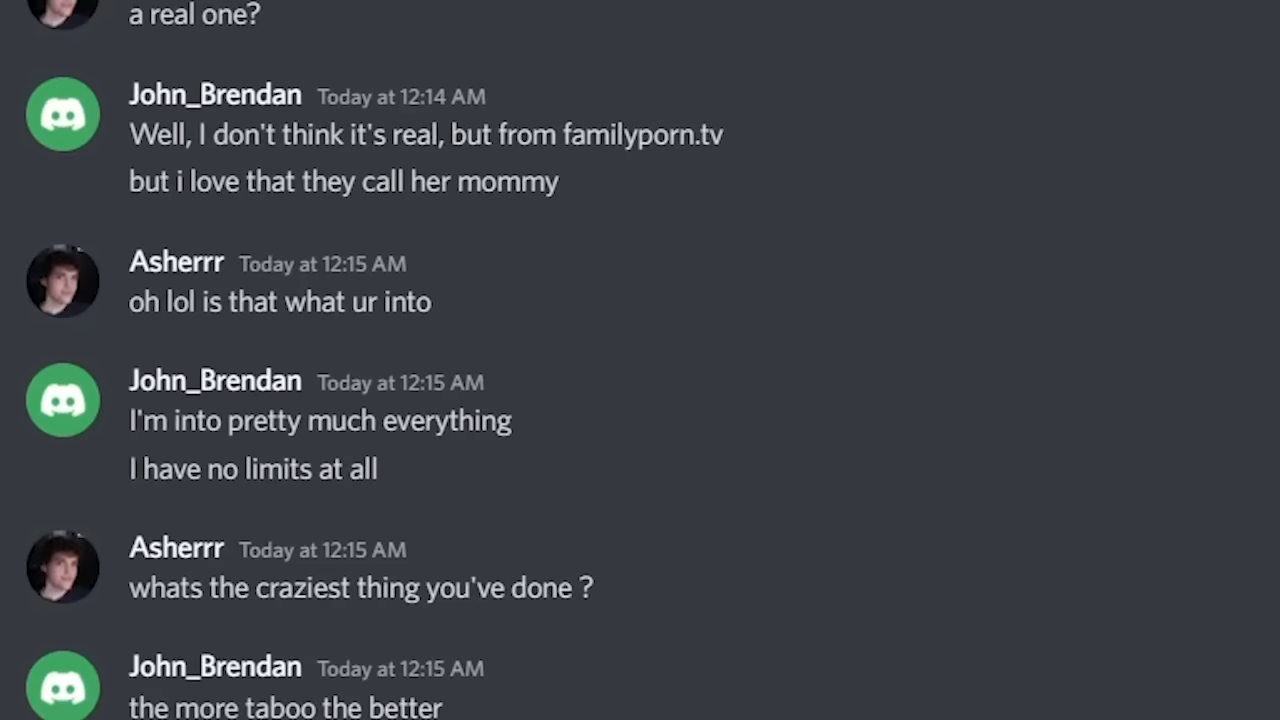 a real one?
John_Brendan Today at 12:14 AM
Well, I don't think it's real, but from familyporn.tv
but i love that they call her mommy
Asherrr Today at 12:15 AM
oh lol is that what ur into
John_Brendan Today at 12:15 AM
I'm into pretty much everything
I have no limits at all
Asherrr Today at 12:15 AM
whats the craziest thing you've done ?
John_Brendan Today at 12:15 AM
the more taboo the better